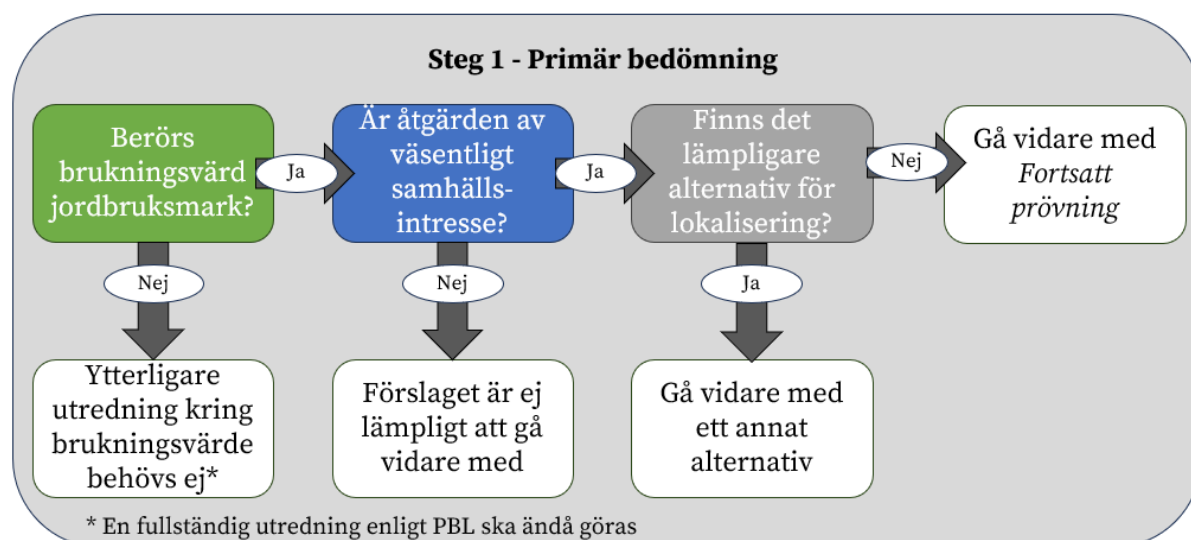 Steg 1 - Primär bedömning
Berörs
brukningsvärd
jordbruksmark?
Ja
Är åtgärden av
väsentligt
samhälls-
intresse?
Ja
Finns det
lämpligare
alternativ för
lokalisering?
Nej
Gå vidare med
Fortsatt
prövning
Nej
Nej
Ja
Ytterligare
utredning kring
brukningsvärde
behövs ej*
Förslaget är ej
lämpligt att gå
vidare med
Gå vidare med
ett annat
alternativ
* En fullständig utredning enligt PBL ska ändå göras